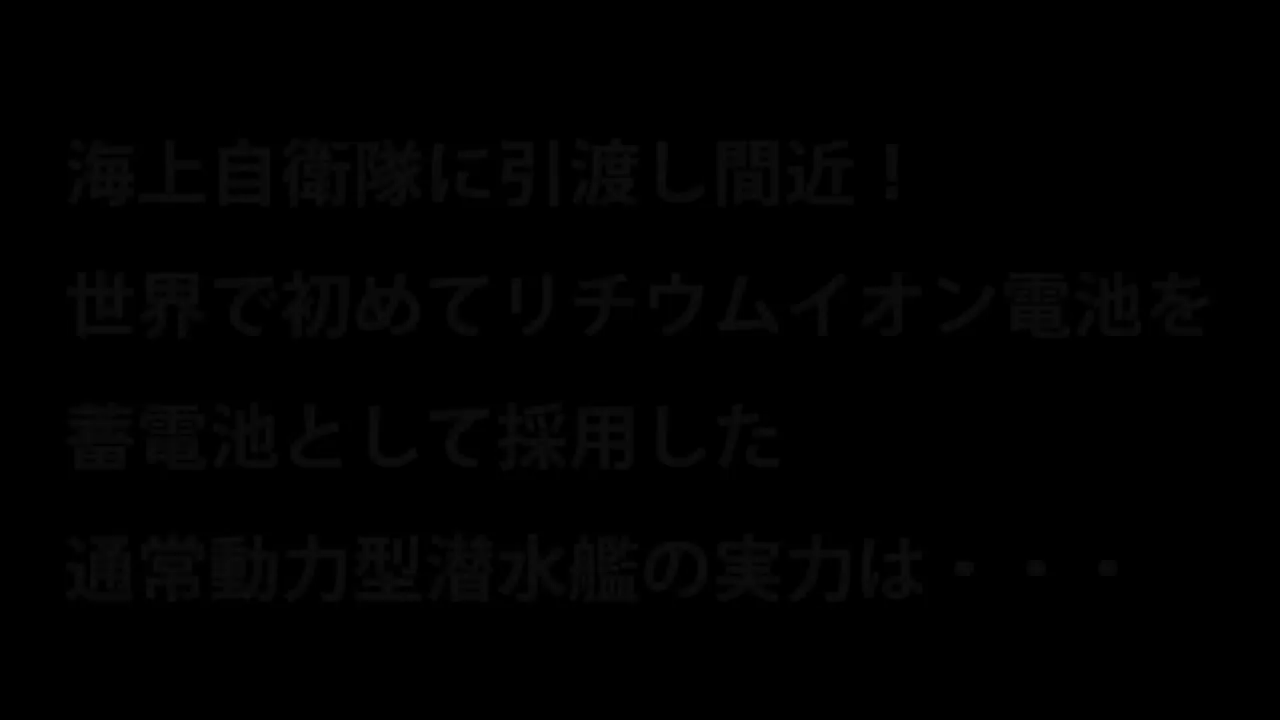 海上自衛隊に引渡し間近！
世界で初めてリチウムイオン電池を
蓄電池として採用した
通常動力型潜水艦の実力は・・・